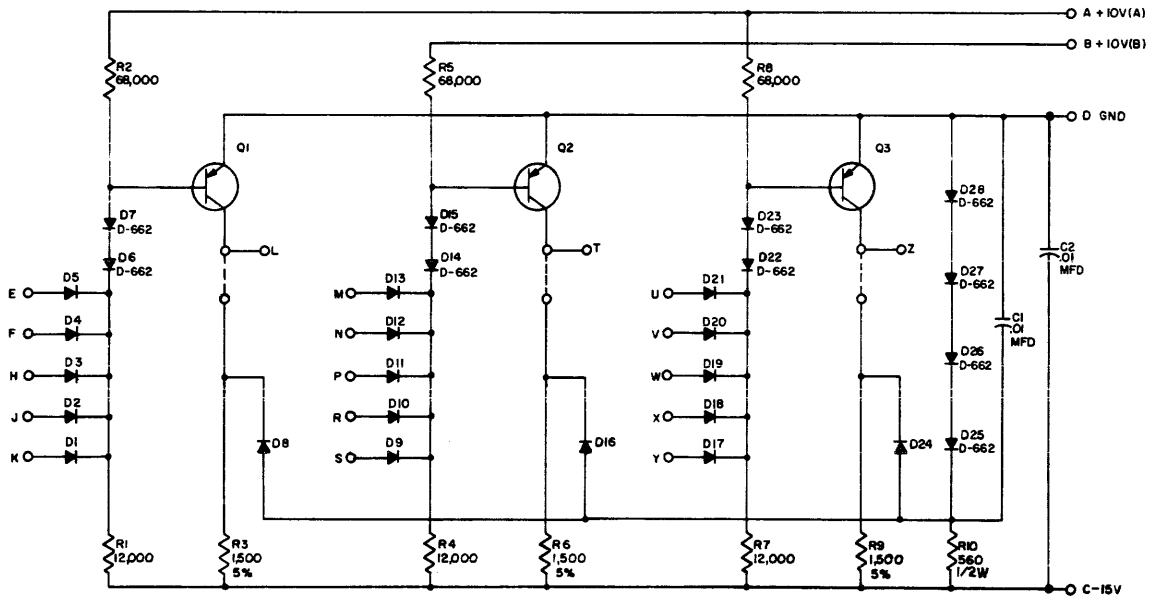 A +10V(A)
B +10V(B)
R2
68,000
R5
68,000
R8
68,000
D GND
Q1
Q2
Q3
D7
D-662
D15
D-662
D23
D-662
D28
D-662
L
T
Z
C2
.01
MFD
D6
D-662
D14
D-662
D22
D-662
D27
D-662
E
D5
M
D13
U
D21
F
D4
N
D12
V
D20
C1
.01
MFD
H
D3
P
D11
W
D19
D26
D-662
J
D2
R
D10
X
D18
K
D1
D8
S
D9
D16
Y
D17
D24
D25
D-662
R1
12,000
R3
1,500
5%
R4
12,000
R6
1,500
5%
R7
12,000
R9
1,500
5%
R10
560
1/2W
C-15V